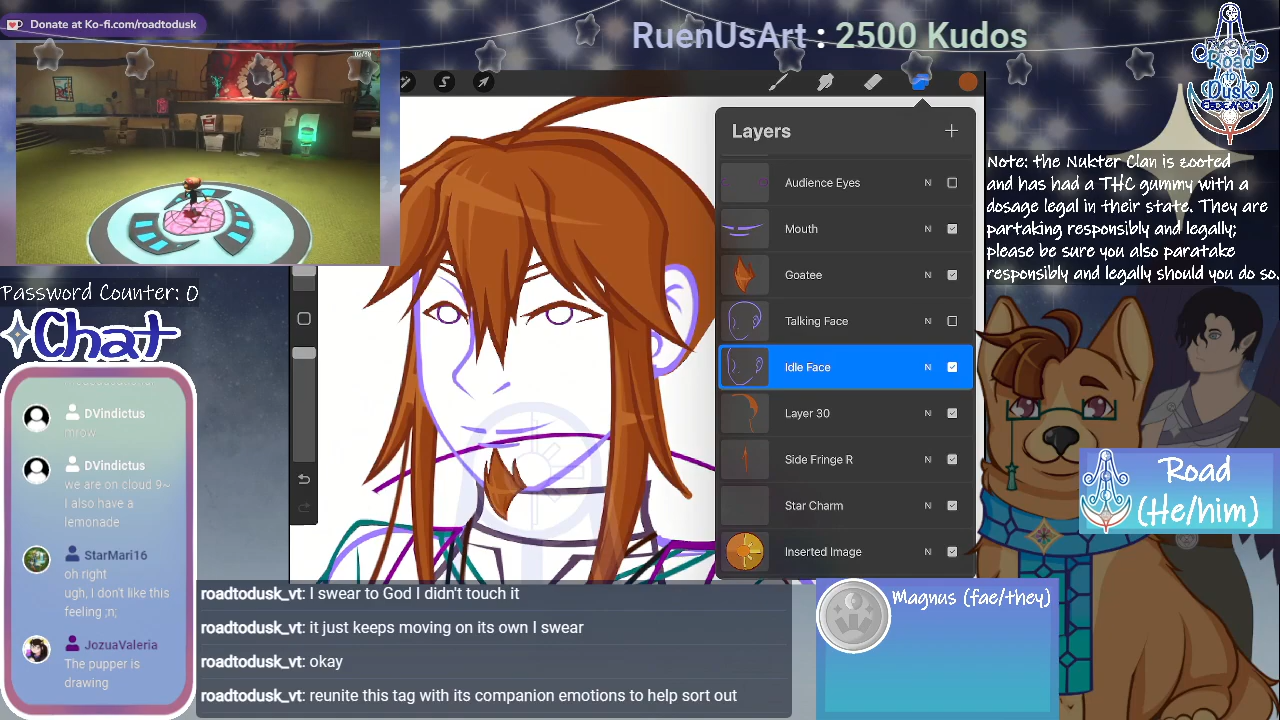 Donate at Ko-fi.com/roadtodusk
RuenUsArt : 2500 Kudos
Road
to
Dusk
Layers
Audience Eyes
N
Mouth
N
Goatee
N
Talking Face
N
Idle Face
N
Layer 30
N
Side Fringe R
N
Star Charm
N
Inserted Image
N
Note: the Nukter Clan is zooted
and has had a THC gummy with a
dosage legal in their state. They are
partaking responsibly and legally;
please be sure you also paratake
responsibly and legally should you do so.
Password Counter: 0
Chat
DVindictus
mrow
DVindictus
we are on cloud 9~
I also have a
lemonade
StarMari16
oh right
ugh, I don't like this
feeling ;n;
JozuaValeria
The pupper is
drawing
roadtodusk_vt: I swear to God I didn't touch it
roadtodusk_vt: it just keeps moving on its own I swear
roadtodusk_vt: okay
roadtodusk_vt: reunite this tag with its companion emotions to help sort out
Road
(He/him)
Magnus (fae/they)